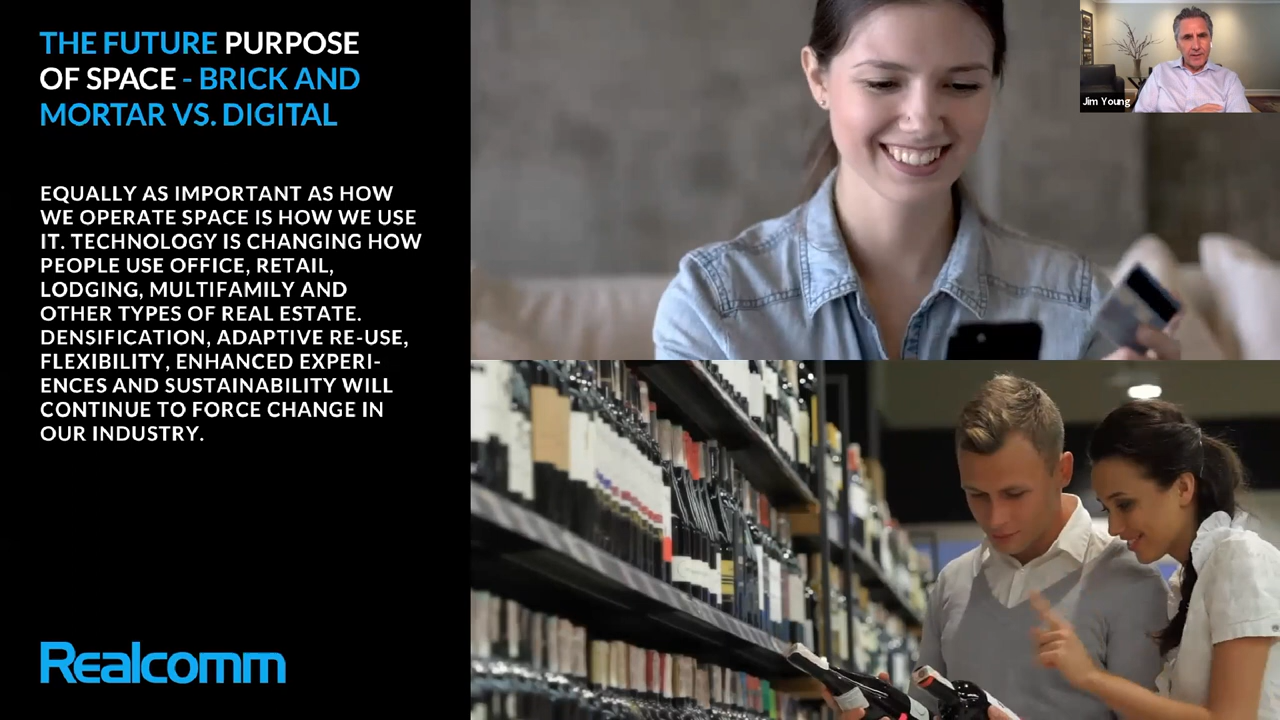 THE FUTURE PURPOSE
OF SPACE - BRICK AND
MORTAR VS. DIGITAL
EQUALLY AS IMPORTANT AS HOW
WE OPERATE SPACE IS HOW WE USE
IT. TECHNOLOGY IS CHANGING HOW
PEOPLE USE OFFICE, RETAIL,
LODGING, MULTIFAMILY AND
OTHER TYPES OF REAL ESTATE.
DENSIFICATION, ADAPTIVE RE-USE,
FLEXIBILITY, ENHANCED EXPERI-
ENCES AND SUSTAINABILITY WILL
CONTINUE TO FORCE CHANGE IN
OUR INDUSTRY.
Realcomm
Jim Young